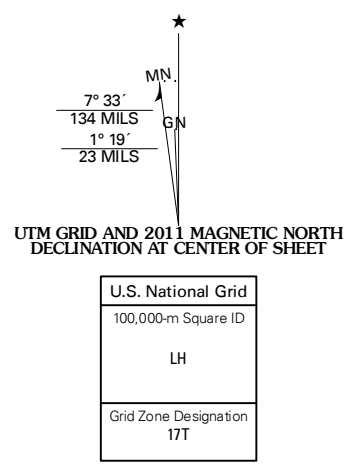 ★
MN
7° 33´
134 MILS
GN
1° 19´
23 MILS
UTM GRID AND 2011 MAGNETIC NORTH
DECLINATION AT CENTER OF SHEET
U.S. National Grid
100,000-m Square ID
LH
Grid Zone Designation
17T